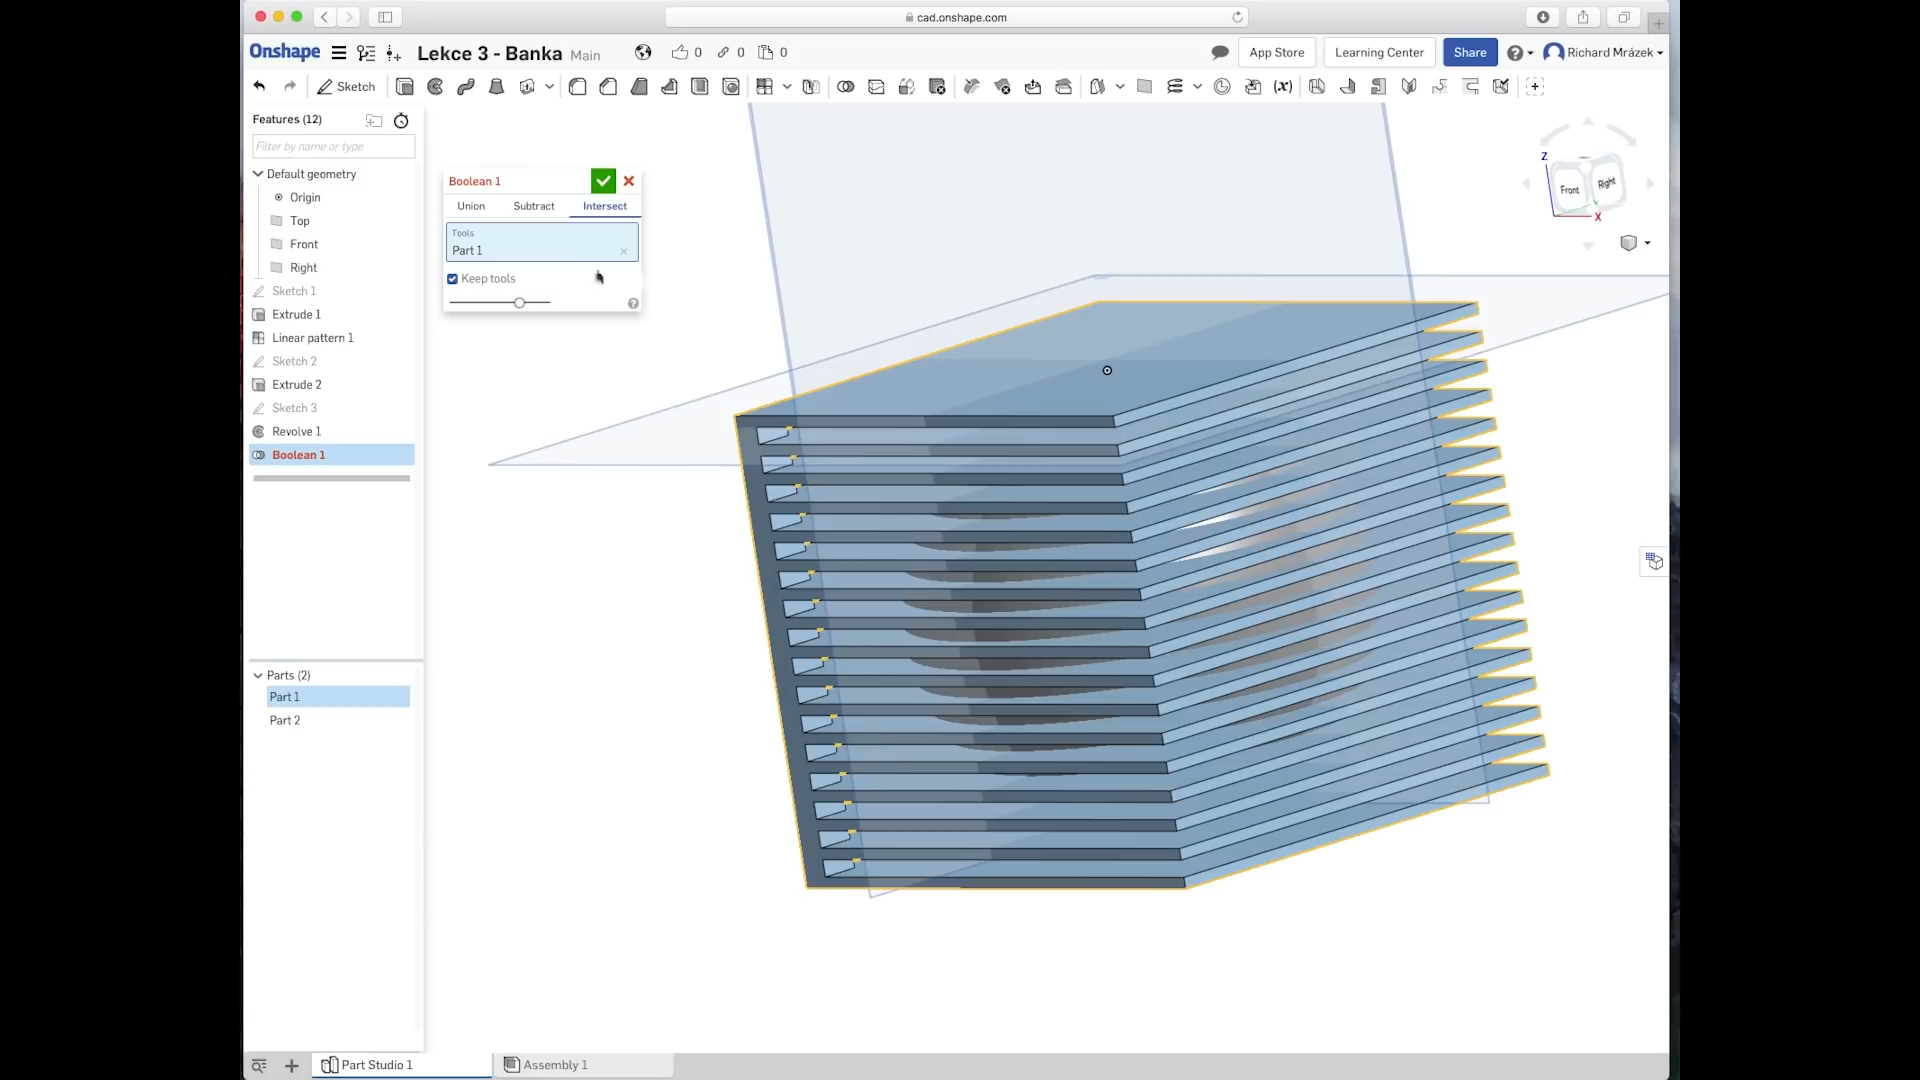 cad.onshape.com
Onshape
Lekce 3 - Banka Main
0
0
0
App Store
Learning Center
Share
Richard Mrázek
Sketch
(x)
Features (12)
Filter by name or type
Default geometry
Origin
Top
Front
Right
Sketch 1
Extrude 1
Linear pattern 1
Sketch 2
Extrude 2
Sketch 3
Revolve 1
Boolean 1
Parts (2)
Part 1
Part 2
Boolean 1
Union
Subtract
Intersect
Tools
Part 1
Keep tools
Z
Front
Right
X
Part Studio 1
Assembly 1